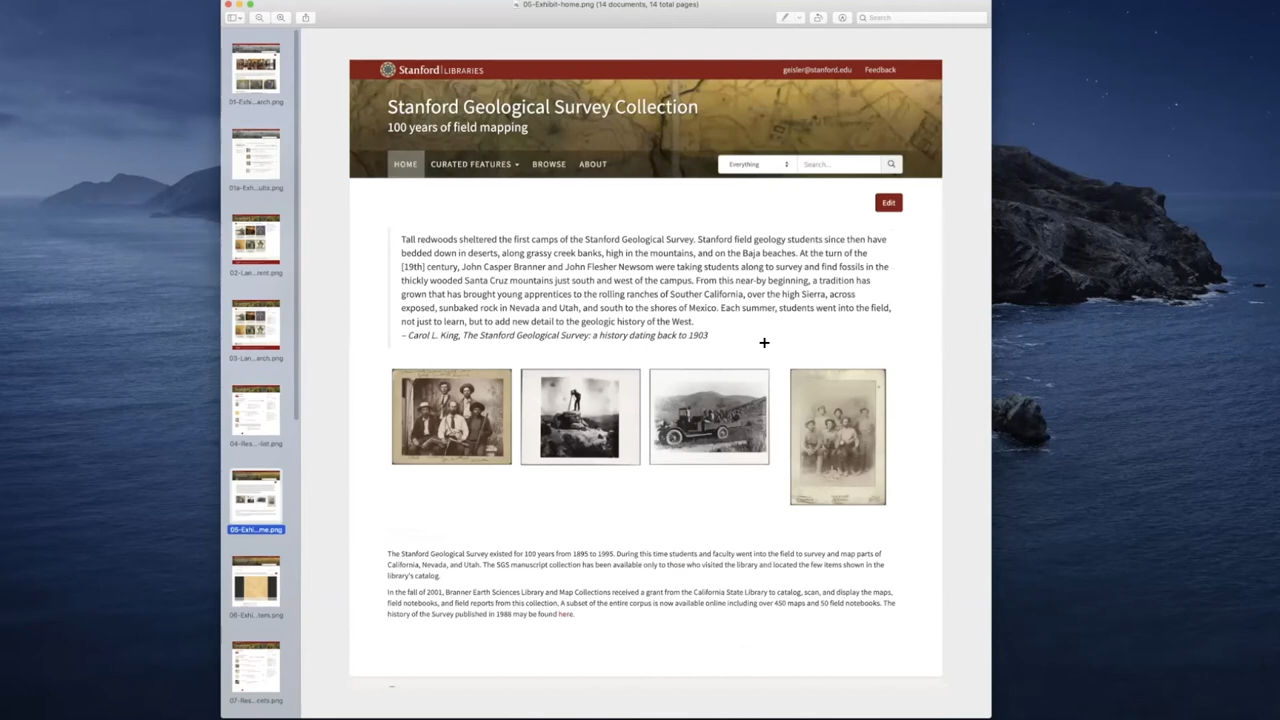 05-Exhibit-home.png (14 documents, 14 total pages)
Search
01-Exhi...arch.png
01a-Exh...ults.png
02-Lan...rent.png
03-Lan...arch.png
04-Res...-list.png
05-Exhi...me.png
06-Exhi...tem.png
07-Res...cets.png
Stanford | LIBRARIES
geisler@stanford.edu Feedback
Stanford Geological Survey Collection
100 years of field mapping
HOME CURATED FEATURES BROWSE ABOUT Everything Search...
Edit
Tall redwoods sheltered the first camps of the Stanford Geological Survey. Stanford field geology students since then have
bedded down in deserts, along grassy creek banks, high in the mountains, and on the Baja beaches. At the turn of the
[19th] century, John Casper Branner and John Flesher Newsom were taking students along to survey and find fossils in the
thickly wooded Santa Cruz mountains just south and west of the campus. From this near-by beginning, a tradition has
grown that has brought young apprentices to the rolling ranches of Souther California, over the high Sierra, across
exposed, sunbaked rock in Nevada and Utah, and south to the shores of Mexico. Each summer, students went into the field,
not just to learn, but to add new detail to the geologic history of the West.
– Carol L. King, The Stanford Geological Survey: a history dating back to 1903
The Stanford Geological Survey existed for 100 years from 1895 to 1995. During this time students and faculty went into the field to survey and map parts of
California, Nevada, and Utah. The SGS manuscript collection has been available only to those who visited the library and located the few items shown in the
library's catalog.
In the fall of 2001, Branner Earth Sciences Library and Map Collections received a grant from the California State Library to catalog, scan, and display the maps,
field notebooks, and field reports from this collection. A subset of the entire corpus is now available online including over 450 maps and 50 field notebooks. The
history of the Survey published in 1986 may be found here.